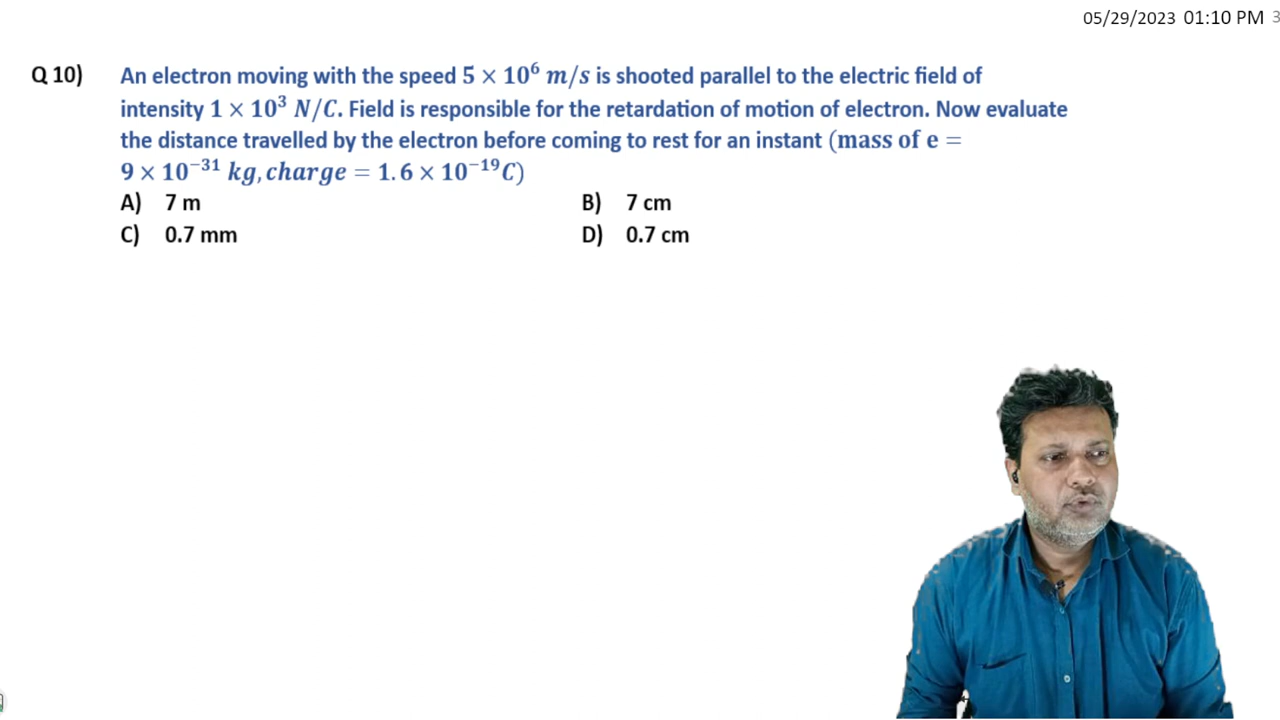 05/29/2023 01:10 PM 3
Q 10) An electron moving with the speed 5 × 10⁶ m/s is shooted parallel to the electric field of
intensity 1 × 10³ N/C. Field is responsible for the retardation of motion of electron. Now evaluate
the distance travelled by the electron before coming to rest for an instant (mass of e =
9 × 10⁻³¹ kg, charge = 1.6 × 10⁻¹⁹C)
A) 7 m B) 7 cm
C) 0.7 mm D) 0.7 cm